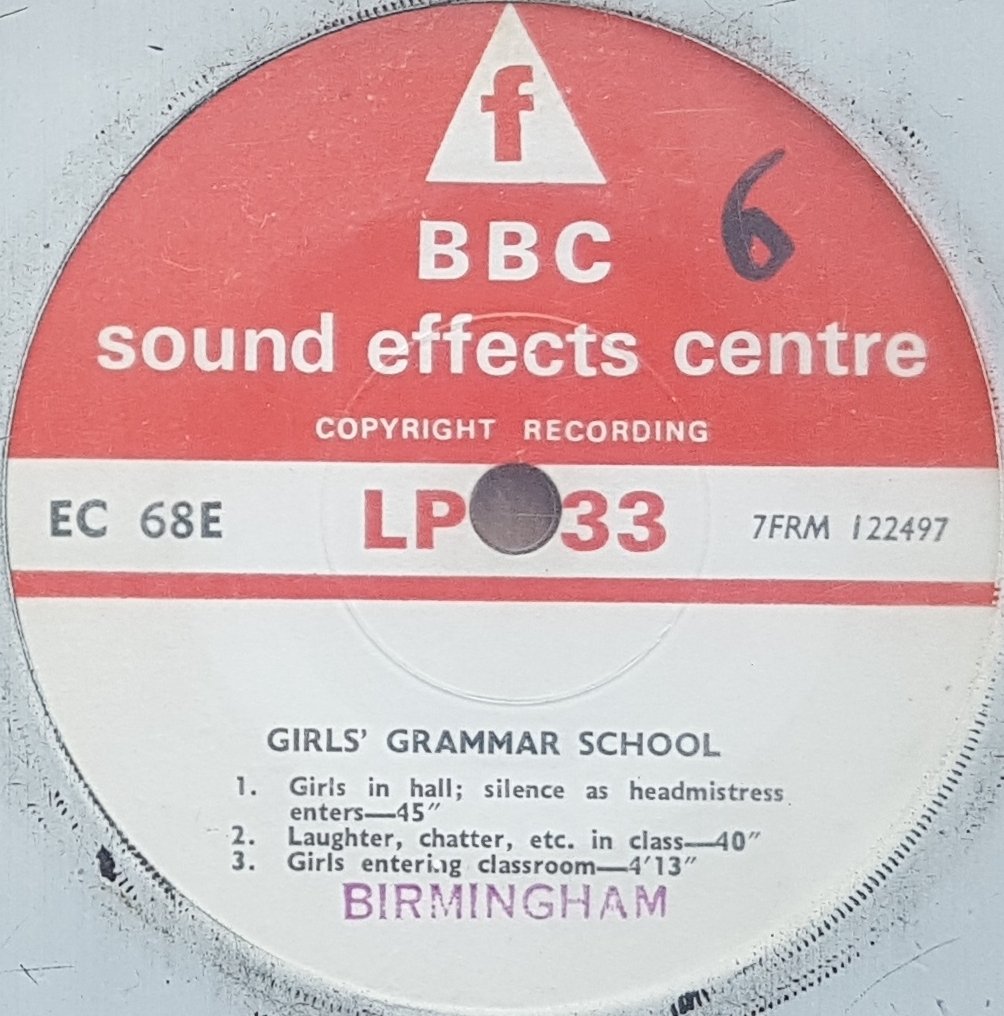 f
6
BBC
sound effects centre
COPYRIGHT RECORDING
EC 68E LP 33 7FRM 122497
GIRLS' GRAMMAR SCHOOL
1. Girls in hall; silence as headmistress
enters—45"
2. Laughter, chatter, etc. in class—40"
3. Girls entering classroom—4'13"
BIRMINGHAM